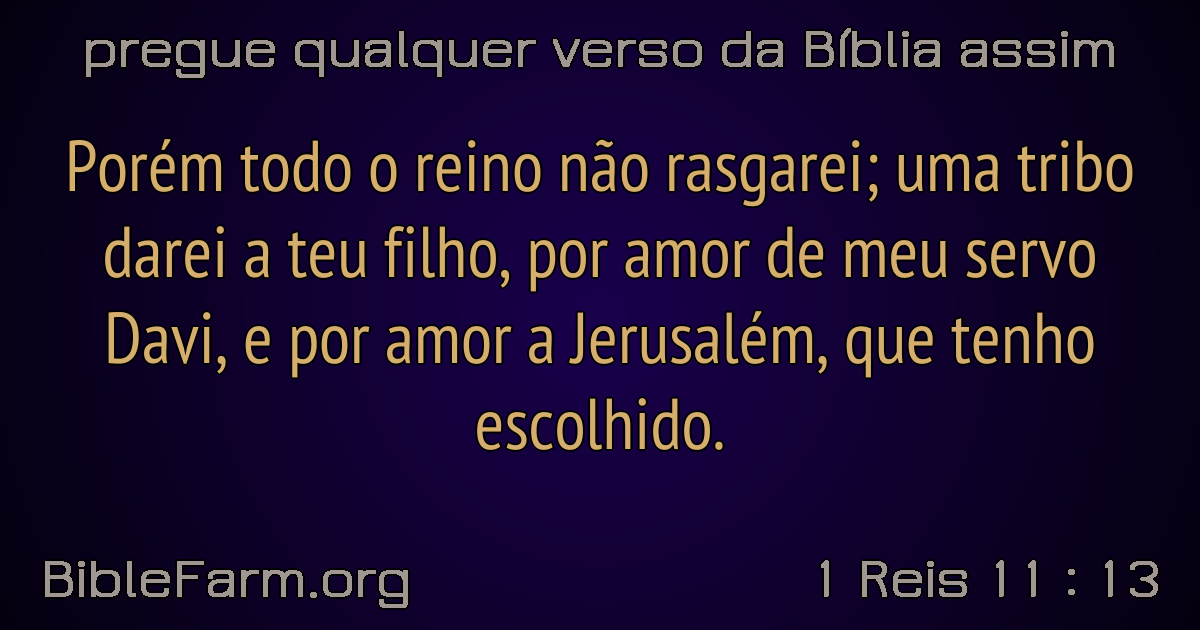 pregue qualquer verso da Bíblia assim
Porém todo o reino não rasgarei; uma tribo
darei a teu filho, por amor de meu servo
Davi, e por amor a Jerusalém, que tenho
escolhido.
BibleFarm.org
1 Reis 11 : 13